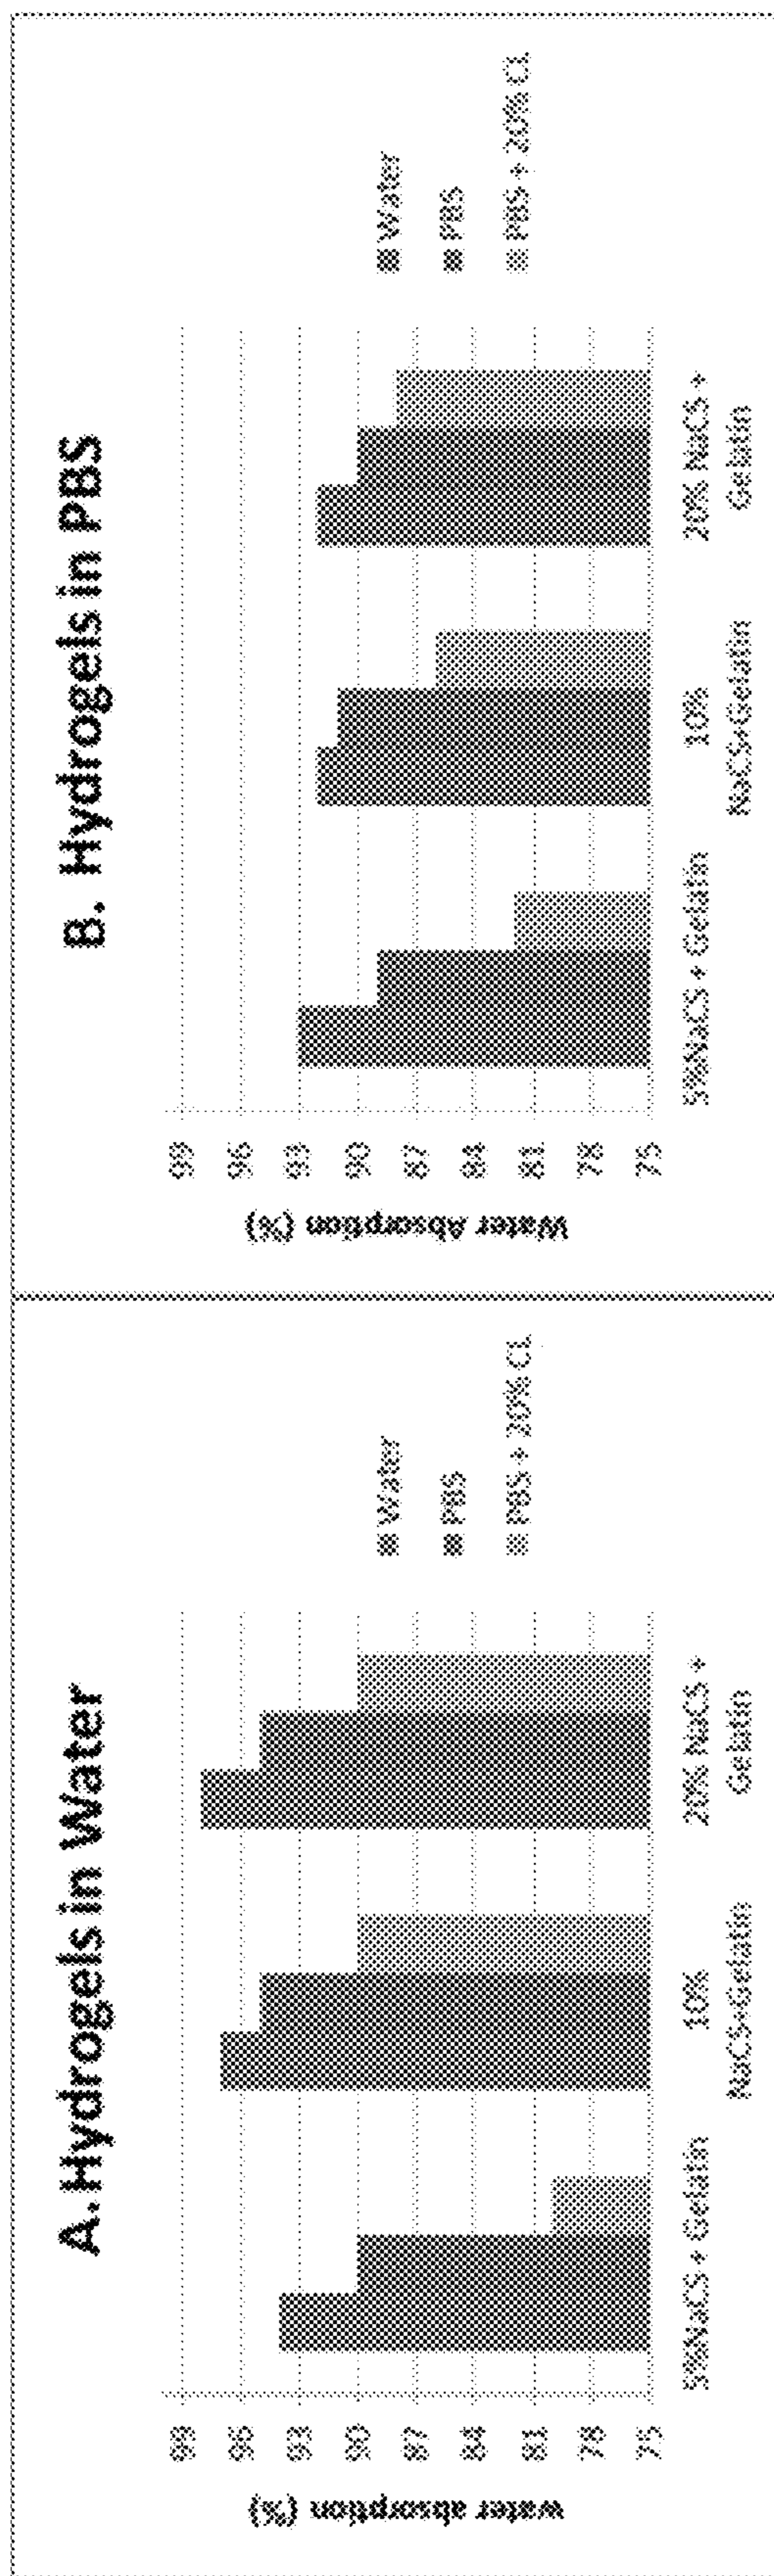 A. Hydrogels in Water
water absorption (%)
99
96
93
90
87
84
81
78
75
5%NaCS + Gelatin
10%
NaCS+Gelatin
20% NaCS +
Gelatin
Water
PBS
PBS + 20% CL
B. Hydrogels in PBS
Water Absorption (%)
99
96
93
90
87
84
81
78
75
5%NaCS + Gelatin
10%
NaCS+Gelatin
20% NaCS +
Gelatin
Water
PBS
PBS + 20% CL